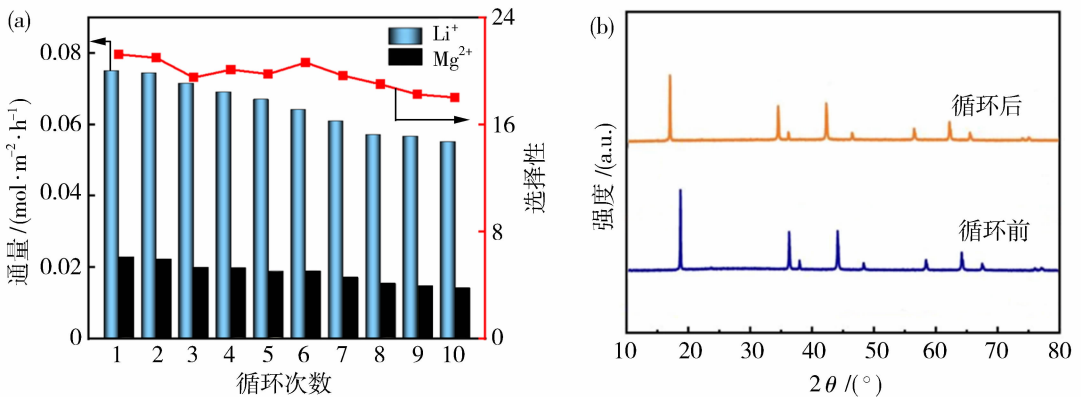 (a)
通量/(mol·m⁻²·h⁻¹)
0.08
0.06
0.04
0.02
0
Li⁺
Mg²⁺
24
16
8
0
选择性
1 2 3 4 5 6 7 8 9 10
循环次数
(b)
强度/(a.u.)
循环后
循环前
10 20 30 40 50 60 70 80
2θ/(°)